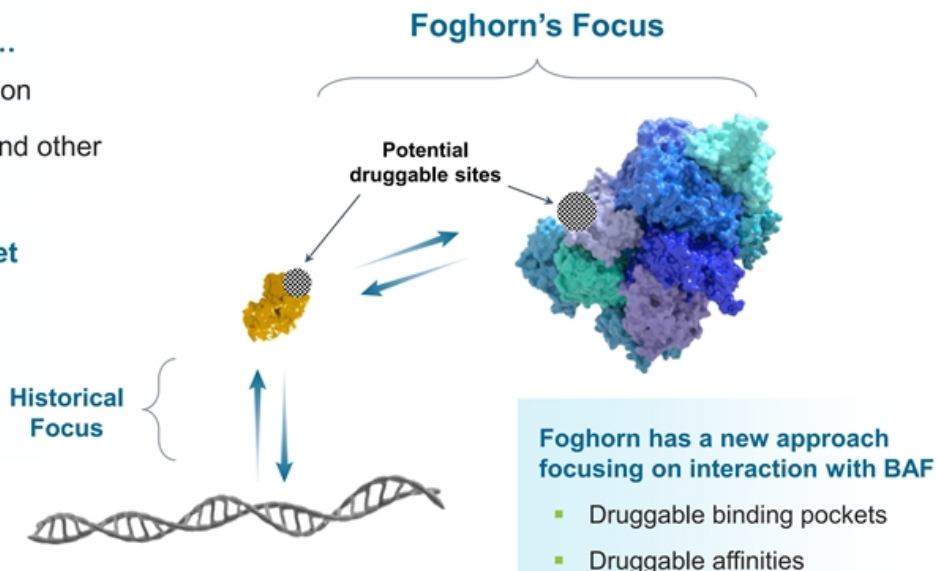 Foghorn's Focus
...
on
nd other
Potential
druggable sites
Historical
Focus
Foghorn has a new approach
focusing on interaction with BAF
▪ Druggable binding pockets
▪ Druggable affinities